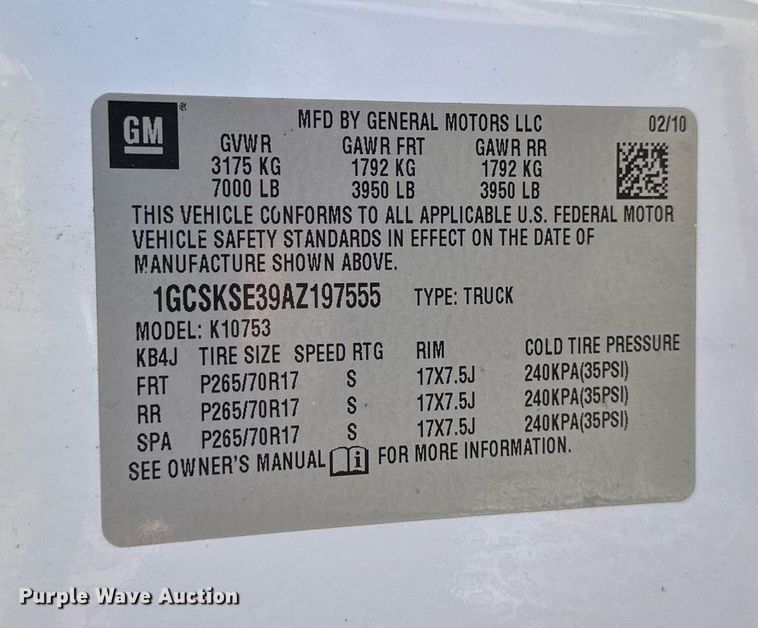 GM®
MFD BY GENERAL MOTORS LLC 02/10
GVWR GAWR FRT GAWR RR
3175 KG 1792 KG 1792 KG
7000 LB 3950 LB 3950 LB
THIS VEHICLE CONFORMS TO ALL APPLICABLE U.S. FEDERAL MOTOR
VEHICLE SAFETY STANDARDS IN EFFECT ON THE DATE OF
MANUFACTURE SHOWN ABOVE.
1GCSKSE39AZ197555 TYPE: TRUCK
MODEL: K10753
KB4J TIRE SIZE SPEED RTG RIM COLD TIRE PRESSURE
FRT P265/70R17 S 17X7.5J 240KPA(35PSI)
RR P265/70R17 S 17X7.5J 240KPA(35PSI)
SPA P265/70R17 S 17X7.5J 240KPA(35PSI)
SEE OWNER'S MANUAL i FOR MORE INFORMATION.
Purple Wave Auction